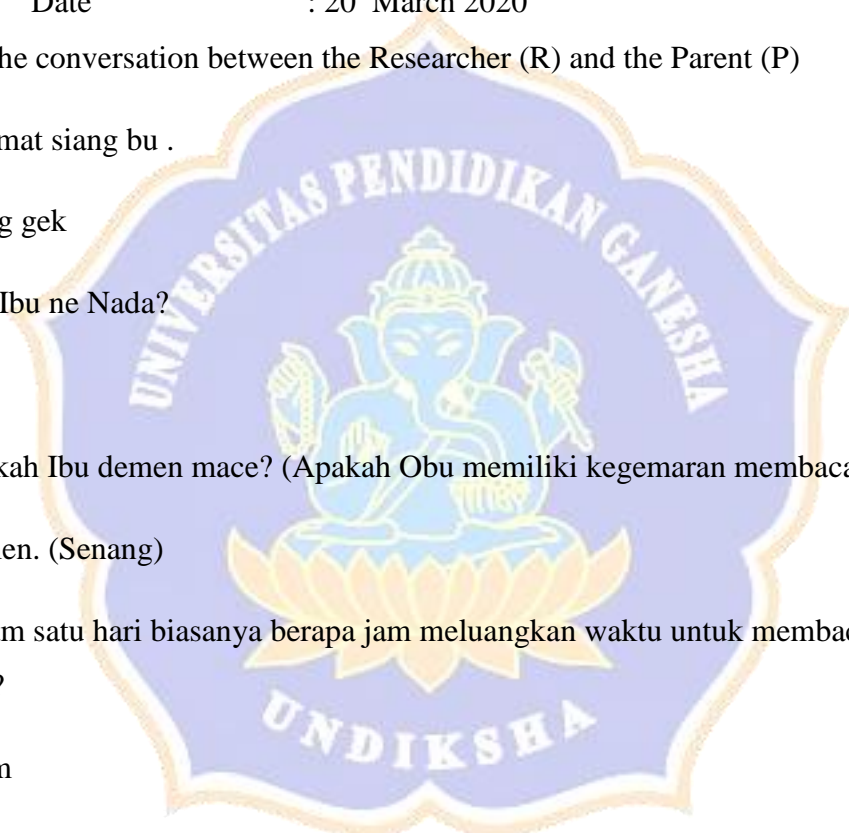 Date : 20 March 2020
he conversation between the Researcher (R) and the Parent (P)
mat siang bu .
g gek
Ibu ne Nada?
kah Ibu demen mace? (Apakah Obu memiliki kegemaran membaca
en. (Senang)
m satu hari biasanya berapa jam meluangkan waktu untuk membac
?
m
UNIVERSITAS PENDIDIKAN GANESHA
UNDIKSHA